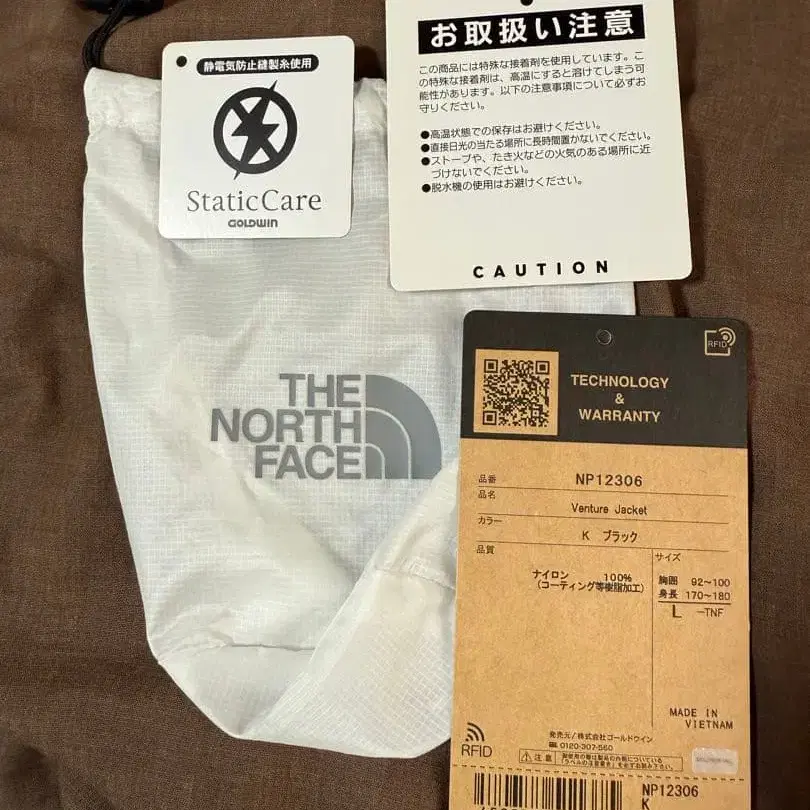 静電気防止縫製糸使用
StaticCare
GOLDWIN
お取扱い注意
この商品には特殊な接着剤を使用しています。こ
の特殊な接着剤は、高温にすると溶けてしまう可
能性があります。以下の注意事項について必ずお
守りください。
●高温状態での保存はお避けください。
●直接日光の当たる場所に長時間置かないでください。
●ストーブや、たき火などの火気のある場所に近
づけないでください。
●脱水機の使用はお避けください。
CAUTION
THE
NORTH
FACE
RFID
TECHNOLOGY
&
WARRANTY
品番 NP12306
品名
Venture Jacket
カラー
K ブラック
品質
ナイロン 100%
(コーティング等樹脂加工)
サイズ
胸囲 92〜100
身長 170〜180
L -TNF
MADE IN
VIETNAM
RFID
発売元/株式会社ゴールドウイン
0120-307-560
注意
NP12306
K